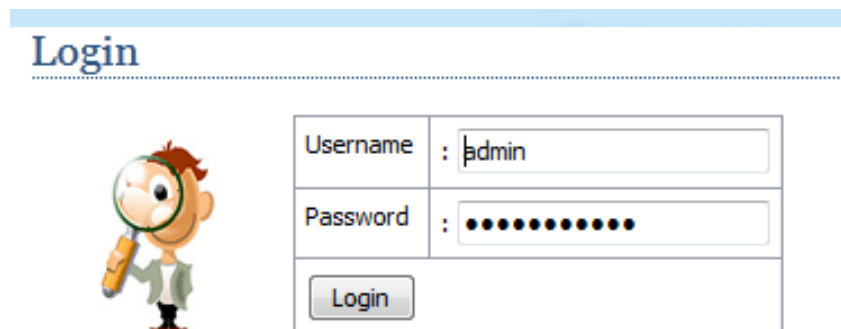 Login
Username : admin
Password : ●●●●●●●●●●●
Login